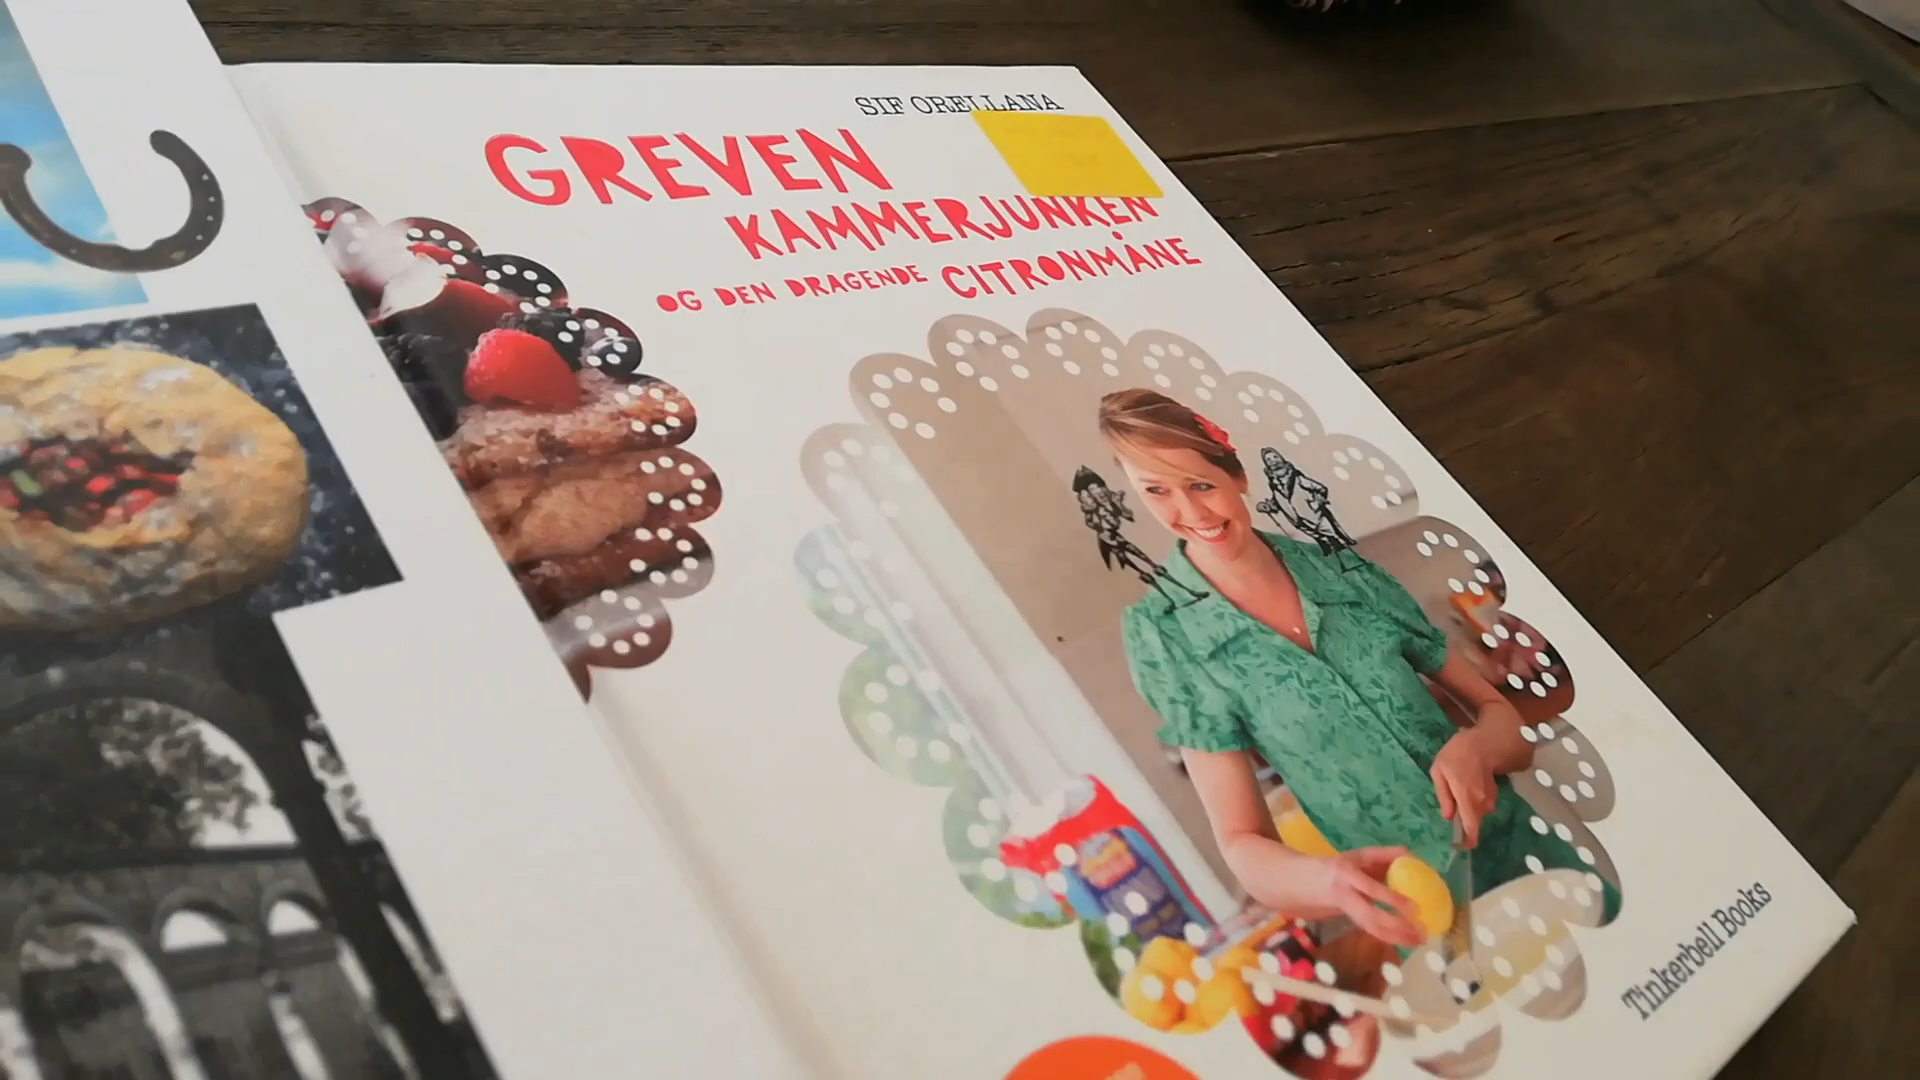 SIF ORELLANA
GREVEN
KAMMERJUNKEN
OG DEN DRAGENDE CITRONMÅNE
Tinkerbell Books